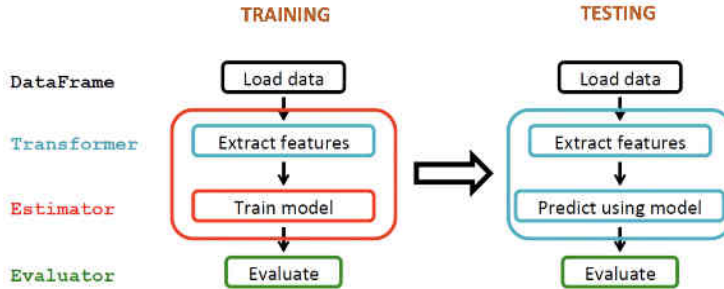 TRAINING
TESTING
DataFrame
Load data
Load data
Transformer
Extract features
Extract features
Estimator
Train model
Predict using model
Evaluator
Evaluate
Evaluate